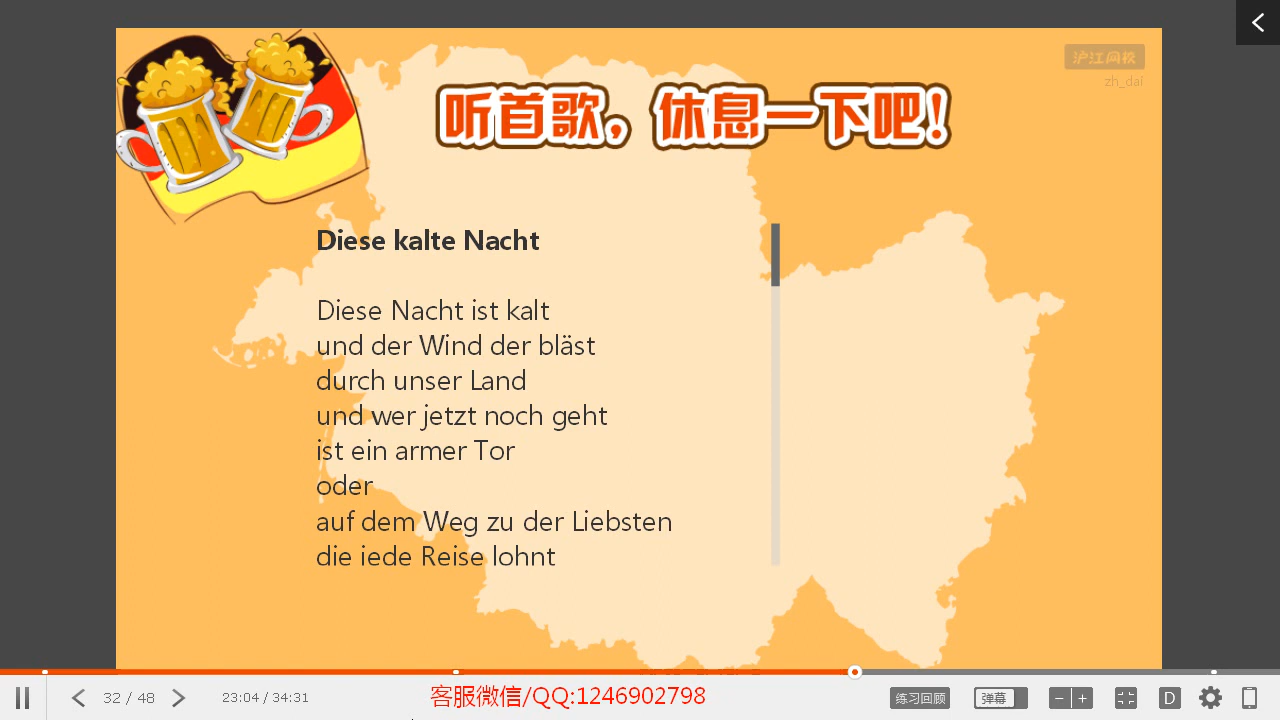 沪江网校
zh_dai
听首歌，休息一下吧！
Diese kalte Nacht
Diese Nacht ist kalt
und der Wind der bläst
durch unser Land
und wer jetzt noch geht
ist ein armer Tor
oder
auf dem Weg zu der Liebsten
die jede Reise lohnt
32 / 48
23:04 / 34:31
客服微信/QQ:1246902798
练习回顾
弹幕
D